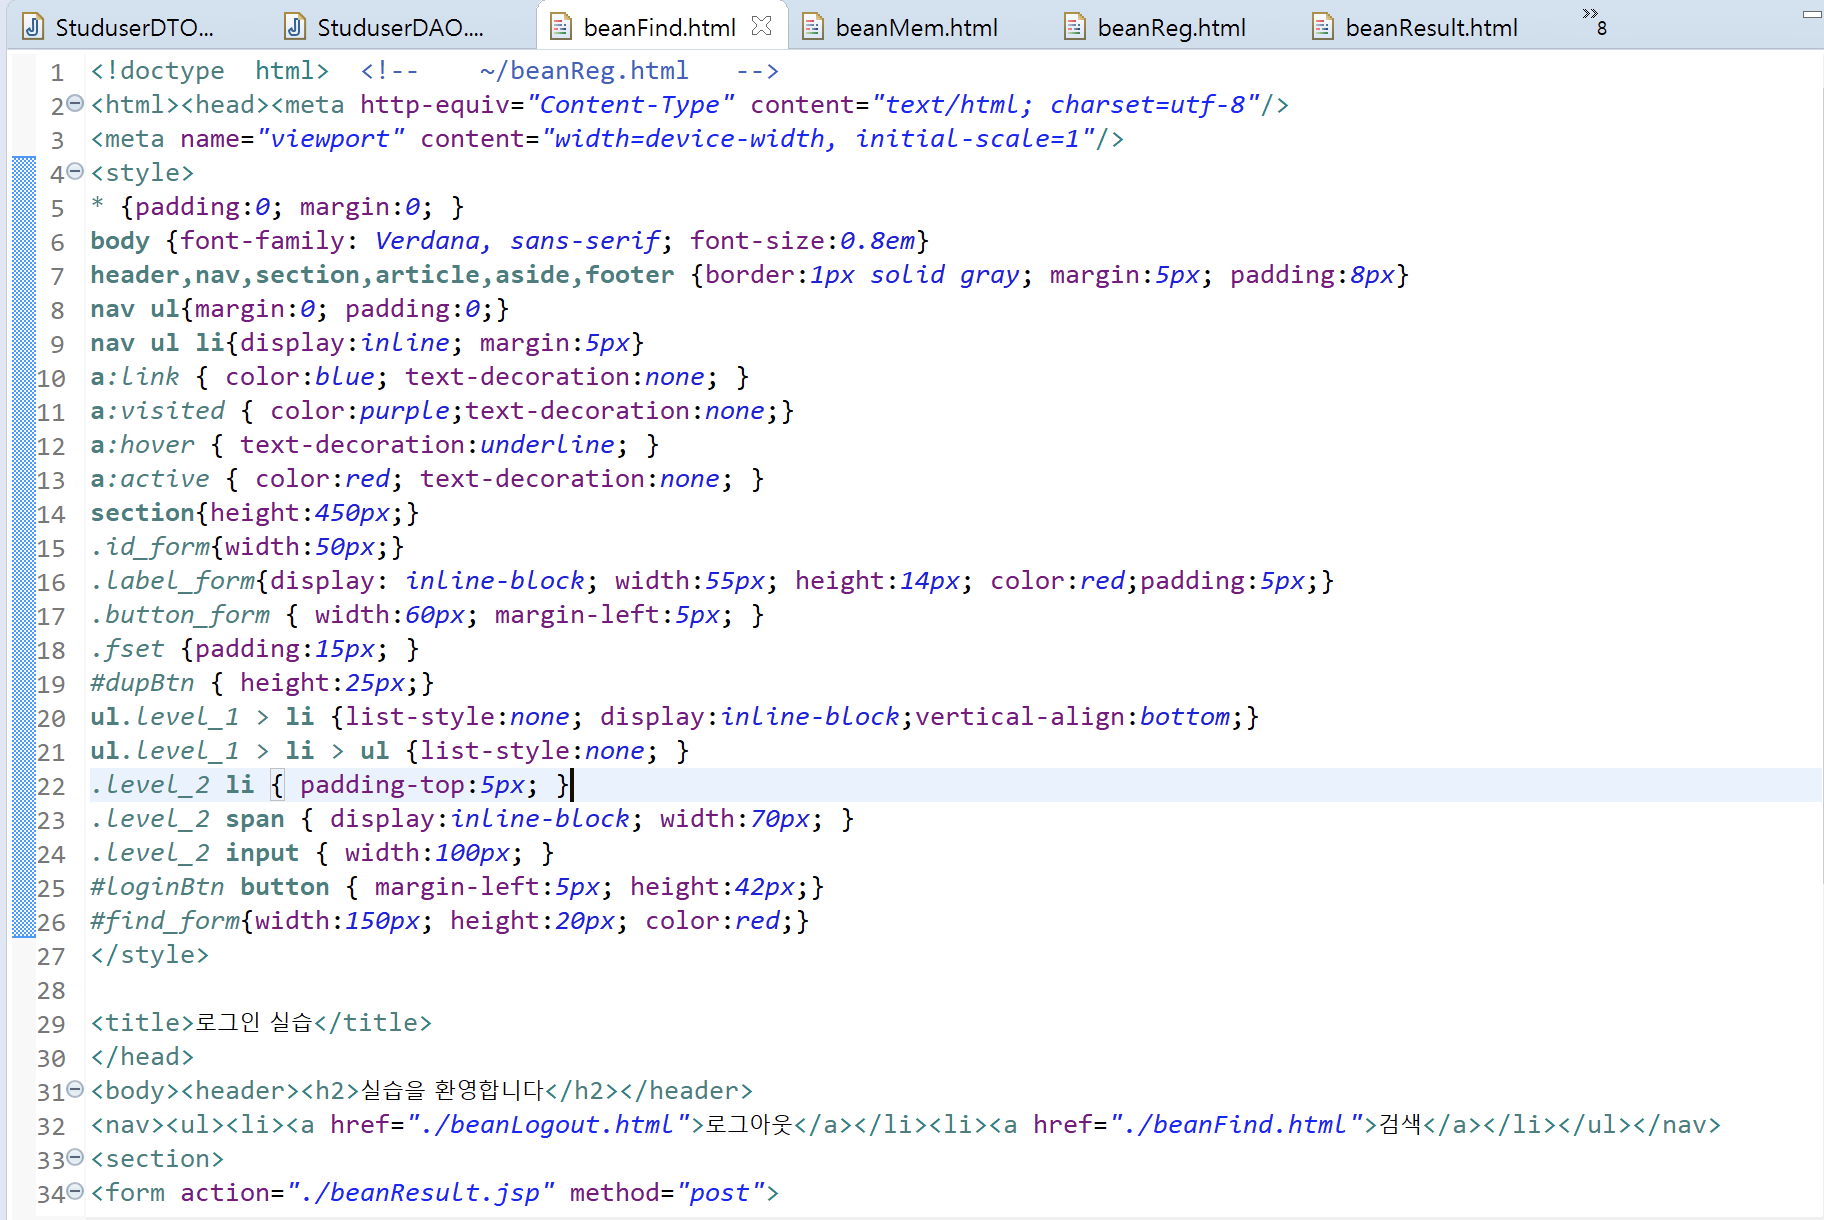 StuduserDTO...
StuduserDAO....
beanFind.html
beanMem.html
beanReg.html
beanResult.html
»8
1 <!doctype  html>  <!--    ~/beanReg.html   -->
2 <html><head><meta http-equiv="Content-Type" content="text/html; charset=utf-8"/>
3 <meta name="viewport" content="width=device-width, initial-scale=1"/>
4 <style>
5 * {padding:0; margin:0; }
6 body {font-family: Verdana, sans-serif; font-size:0.8em}
7 header,nav,section,article,aside,footer {border:1px solid gray; margin:5px; padding:8px}
8 nav ul{margin:0; padding:0;}
9 nav ul li{display:inline; margin:5px}
10 a:link { color:blue; text-decoration:none; }
11 a:visited { color:purple;text-decoration:none;}
12 a:hover { text-decoration:underline; }
13 a:active { color:red; text-decoration:none; }
14 section{height:450px;}
15 .id_form{width:50px;}
16 .label_form{display: inline-block; width:55px; height:14px; color:red;padding:5px;}
17 .button_form { width:60px; margin-left:5px; }
18 .fset {padding:15px; }
19 #dupBtn { height:25px;}
20 ul.level_1 > li {list-style:none; display:inline-block;vertical-align:bottom;}
21 ul.level_1 > li > ul {list-style:none; }
22 .level_2 li { padding-top:5px; }
23 .level_2 span { display:inline-block; width:70px; }
24 .level_2 input { width:100px; }
25 #loginBtn button { margin-left:5px; height:42px;}
26 #find_form{width:150px; height:20px; color:red;}
27 </style>
28
29 <title>로그인 실습</title>
30 </head>
31 <body><header><h2>실습을 환영합니다</h2></header>
32 <nav><ul><li><a href="./beanLogout.html">로그아웃</a></li><li><a href="./beanFind.html">검색</a></li></ul></nav>
33 <section>
34 <form action="./beanResult.jsp" method="post">